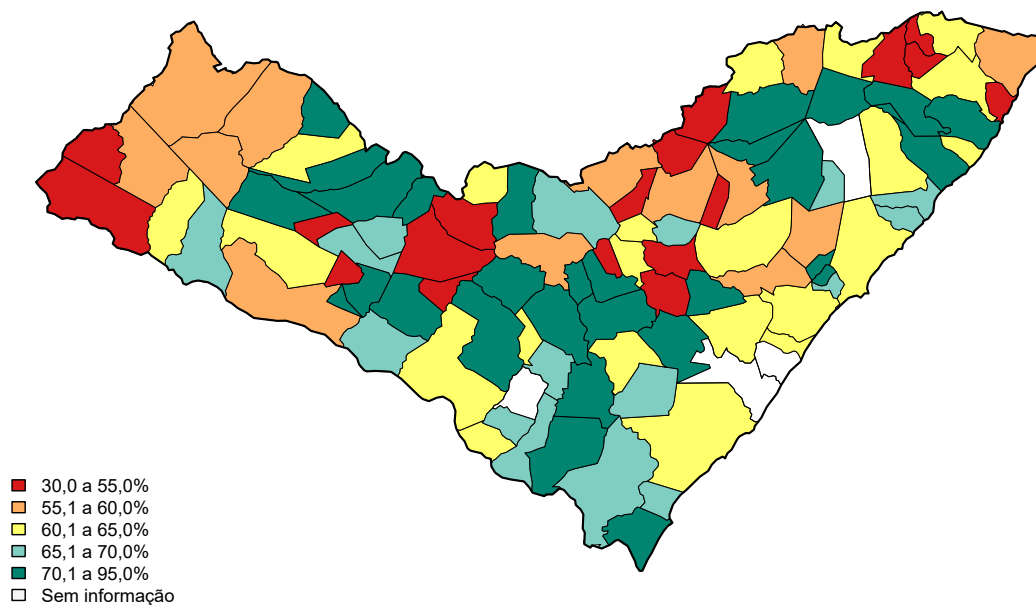 30,0 a 55,0%
55,1 a 60,0%
60,1 a 65,0%
65,1 a 70,0%
70,1 a 95,0%
Sem informação